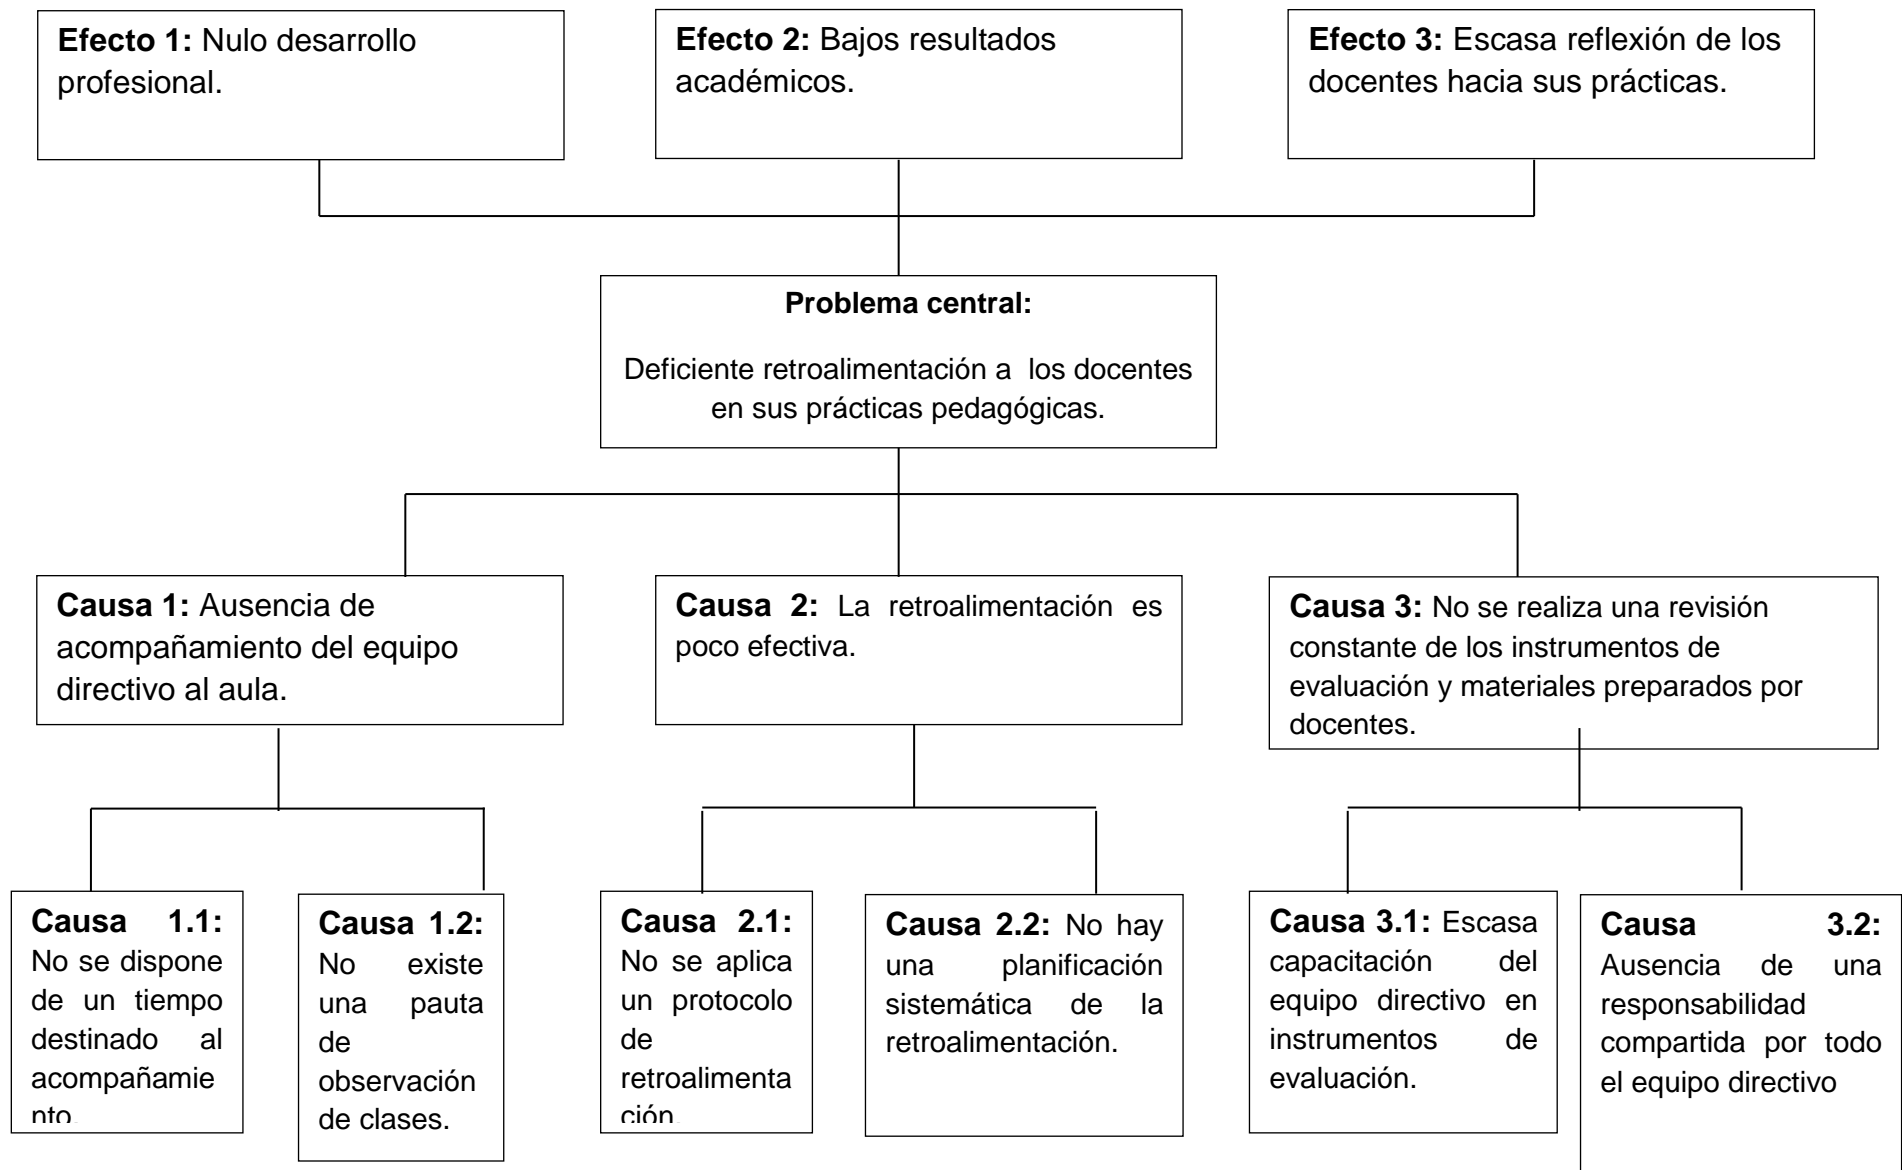 Efecto 1: Nulo desarrollo
profesional.
Efecto 2: Bajos resultados
académicos.
Efecto 3: Escasa reflexión de los
docentes hacia sus prácticas.
Problema central:
Deficiente retroalimentación a los docentes
en sus prácticas pedagógicas.
Causa 1: Ausencia de
acompañamiento del equipo
directivo al aula.
Causa 2: La retroalimentación es
poco efectiva.
Causa 3: No se realiza una revisión
constante de los instrumentos de
evaluación y materiales preparados por
docentes.
Causa 1.1:
No se dispone
de un tiempo
destinado al
acompañamie
nto.
Causa 1.2:
No existe
una pauta
de
observación
de clases.
Causa 2.1:
No se aplica
un protocolo
de
retroalimenta
ción.
Causa 2.2: No hay
una planificación
sistemática de la
retroalimentación.
Causa 3.1: Escasa
capacitación del
equipo directivo en
instrumentos de
evaluación.
Causa 3.2:
Ausencia de una
responsabilidad
compartida por todo
el equipo directivo